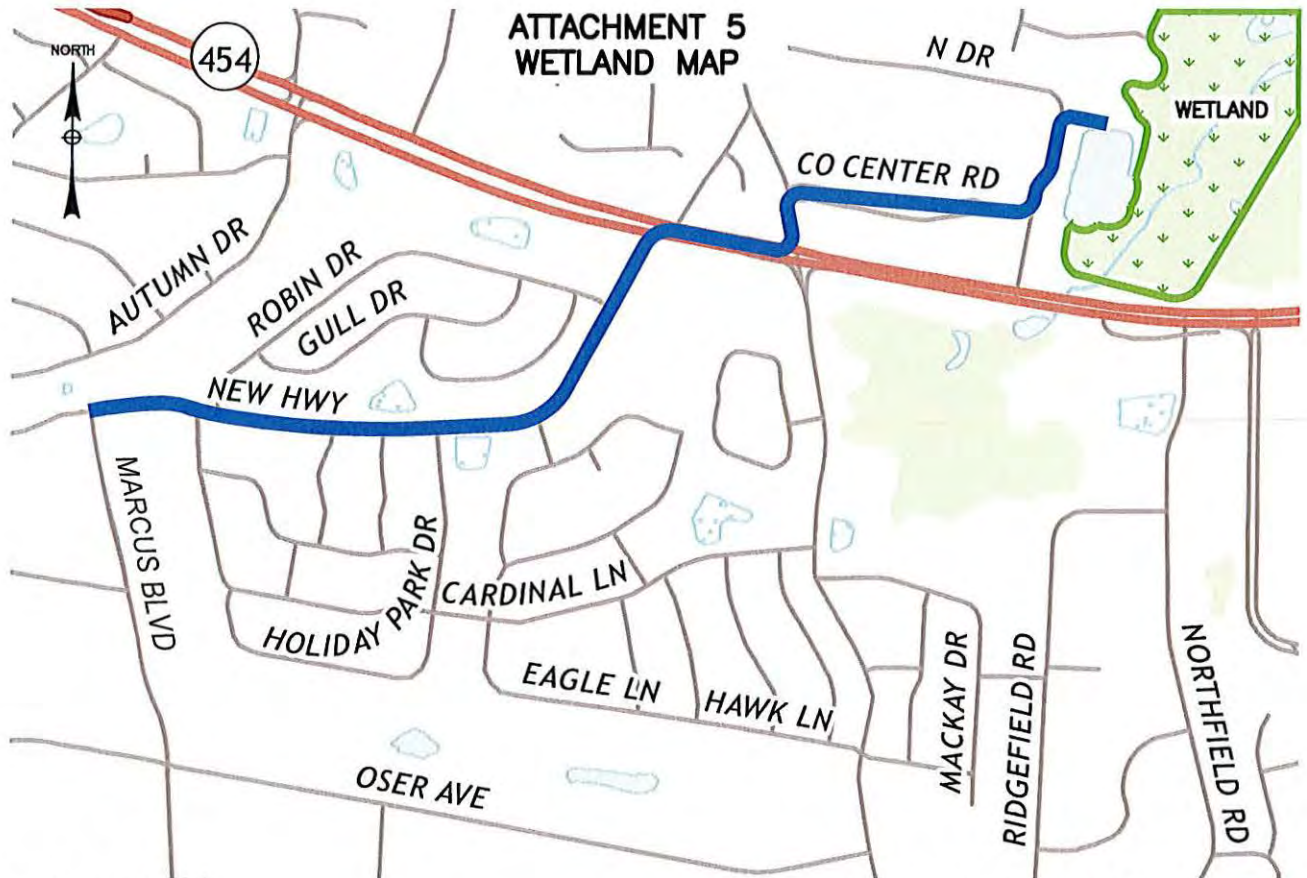 ATTACHMENT 5
WETLAND MAP
NORTH
454
N DR
WETLAND
CO CENTER RD
AUTUMN DR
ROBIN DR
GULL DR
NEW HWY
MARCUS BLVD
HOLIDAY PARK DR
CARDINAL LN
EAGLE LN
HAWK LN
MACKAY DR
RIDGEFIELD RD
NORTHFIELD RD
OSER AVE